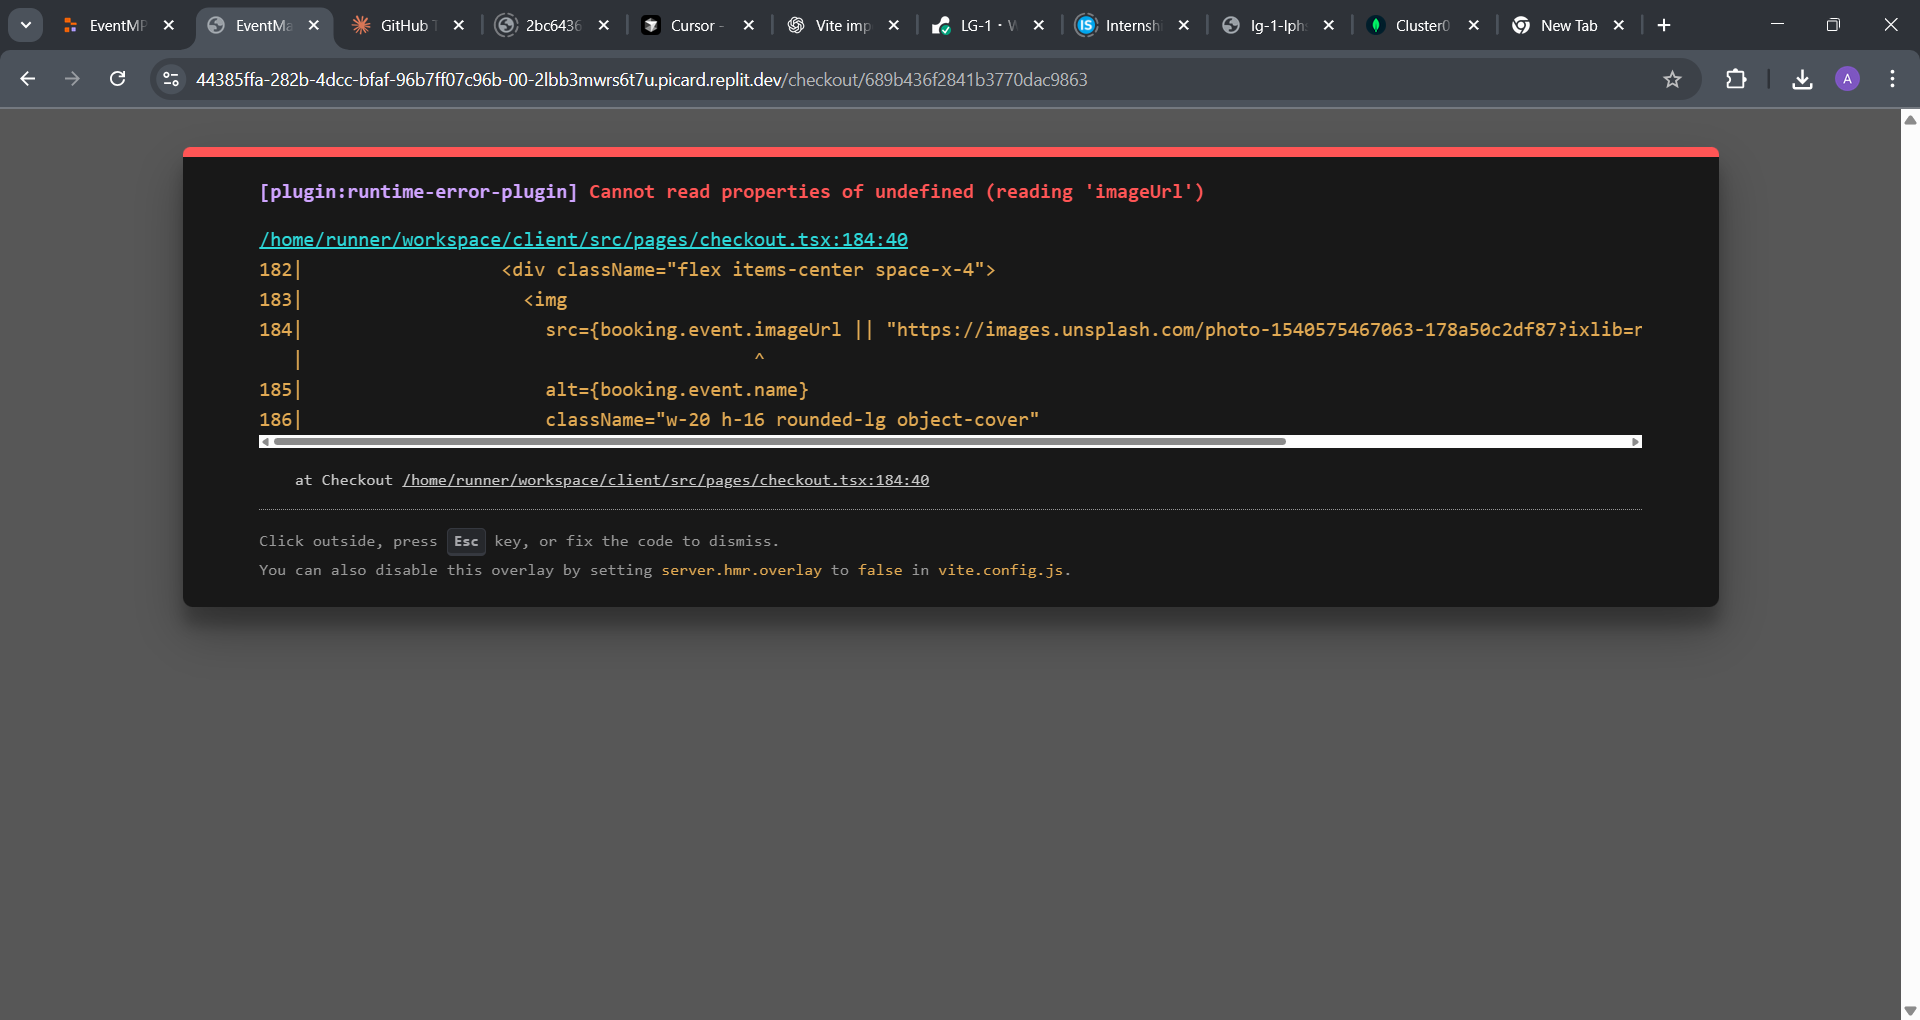 EventMP
EventMa
GitHub T
2bc6436
Cursor -
Vite imp
LG-1 · W
IS Internshi
lg-1-lphs
Cluster0
New Tab
44385ffa-282b-4dcc-bfaf-96b7ff07c96b-00-2lbb3mwrs6t7u.picard.replit.dev/checkout/689b436f2841b3770dac9863
A
[plugin:runtime-error-plugin] Cannot read properties of undefined (reading 'imageUrl')
/home/runner/workspace/client/src/pages/checkout.tsx:184:40
182| <div className="flex items-center space-x-4">
183| <img
184| src={booking.event.imageUrl || "https://images.unsplash.com/photo-1540575467063-178a50c2df87?ixlib=r
| ^
185| alt={booking.event.name}
186| className="w-20 h-16 rounded-lg object-cover"
at Checkout /home/runner/workspace/client/src/pages/checkout.tsx:184:40
Click outside, press Esc key, or fix the code to dismiss.
You can also disable this overlay by setting server.hmr.overlay to false in vite.config.js.